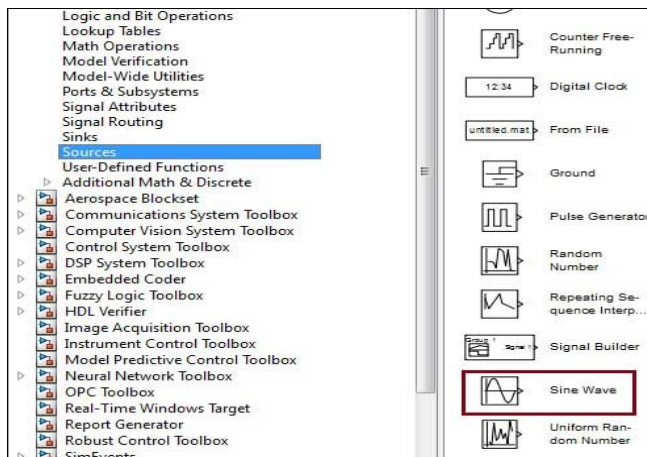 Logic and Bit Operations
Lookup Tables
Math Operations
Model Verification
Model-Wide Utilities
Ports & Subsystems
Signal Attributes
Signal Routing
Sinks
Sources
User-Defined Functions
Additional Math & Discrete
Aerospace Blockset
Communications System Toolbox
Computer Vision System Toolbox
Control System Toolbox
DSP System Toolbox
Embedded Coder
Fuzzy Logic Toolbox
HDL Verifier
Image Acquisition Toolbox
Instrument Control Toolbox
Model Predictive Control Toolbox
Neural Network Toolbox
OPC Toolbox
Real-Time Windows Target
Report Generator
Robust Control Toolbox
SimEvents
Counter Free-
Running
12:34
Digital Clock
untitled.mat
From File
Ground
Pulse Generator
Random
Number
Repeating Se-
quence Interp...
Group 1
Signal 1
Signal Builder
Sine Wave
Uniform Ran-
dom Number